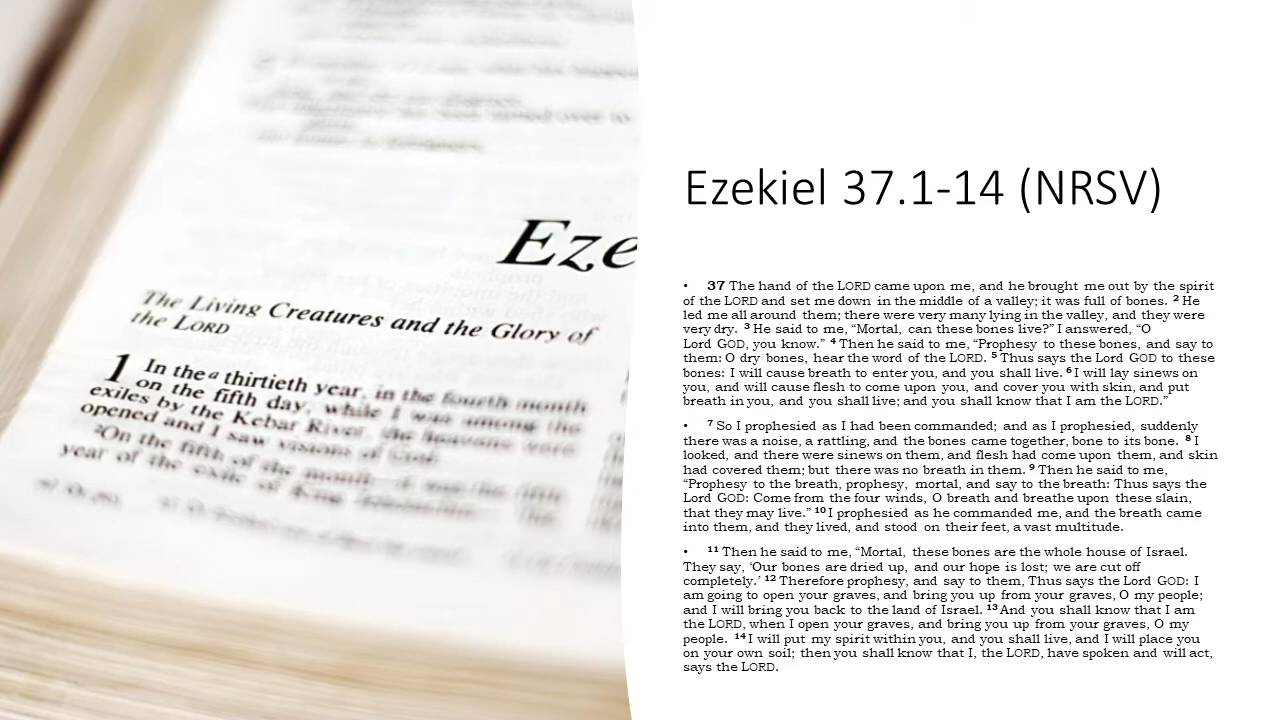 Eze
The Living Creatures and the Glory of
the LORD
1 In the a thirtieth year, in the fourth month
on the fifth day, while I was among the
exiles by the Kebar River, the heavens were
opened and I saw visions of God.
2On the fifth of the month it was the fifth
year of the exile of King
Ezekiel 37.1-14 (NRSV)
• 37 The hand of the LORD came upon me, and he brought me out by the spirit
of the LORD and set me down in the middle of a valley; it was full of bones. 2 He
led me all around them; there were very many lying in the valley, and they were
very dry. 3 He said to me, “Mortal, can these bones live?” I answered, “O
Lord GOD, you know.” 4 Then he said to me, “Prophesy to these bones, and say to
them: O dry bones, hear the word of the LORD. 5 Thus says the Lord GOD to these
bones: I will cause breath to enter you, and you shall live. 6 I will lay sinews on
you, and will cause flesh to come upon you, and cover you with skin, and put
breath in you, and you shall live; and you shall know that I am the LORD.”
• 7 So I prophesied as I had been commanded; and as I prophesied, suddenly
there was a noise, a rattling, and the bones came together, bone to its bone. 8 I
looked, and there were sinews on them, and flesh had come upon them, and skin
had covered them; but there was no breath in them. 9 Then he said to me,
“Prophesy to the breath, prophesy, mortal, and say to the breath: Thus says the
Lord GOD: Come from the four winds, O breath and breathe upon these slain,
that they may live.” 10 I prophesied as he commanded me, and the breath came
into them, and they lived, and stood on their feet, a vast multitude.
• 11 Then he said to me, “Mortal, these bones are the whole house of Israel.
They say, ‘Our bones are dried up, and our hope is lost; we are cut off
completely.’ 12 Therefore prophesy, and say to them, Thus says the Lord GOD: I
am going to open your graves, and bring you up from your graves, O my people;
and I will bring you back to the land of Israel. 13 And you shall know that I am
the LORD, when I open your graves, and bring you up from your graves, O my
people. 14 I will put my spirit within you, and you shall live, and I will place you
on your own soil; then you shall know that I, the LORD, have spoken and will act,
says the LORD.